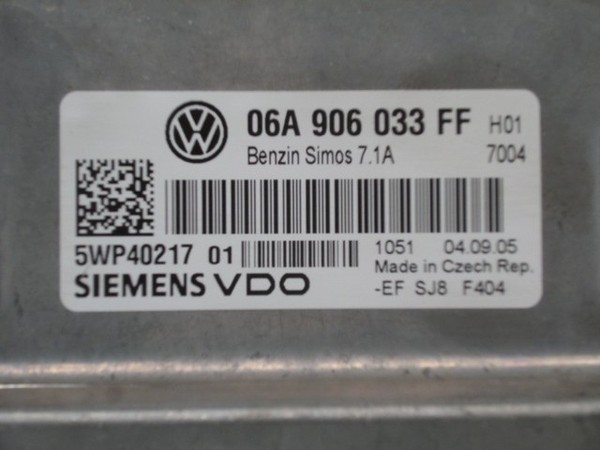 06A 906 033 FF H01
Benzin Simos 7.1A 7004
5WP40217 01 1051 04.09.05
Made in Czech Rep.
SIEMENS VDO -EF SJ8 F404